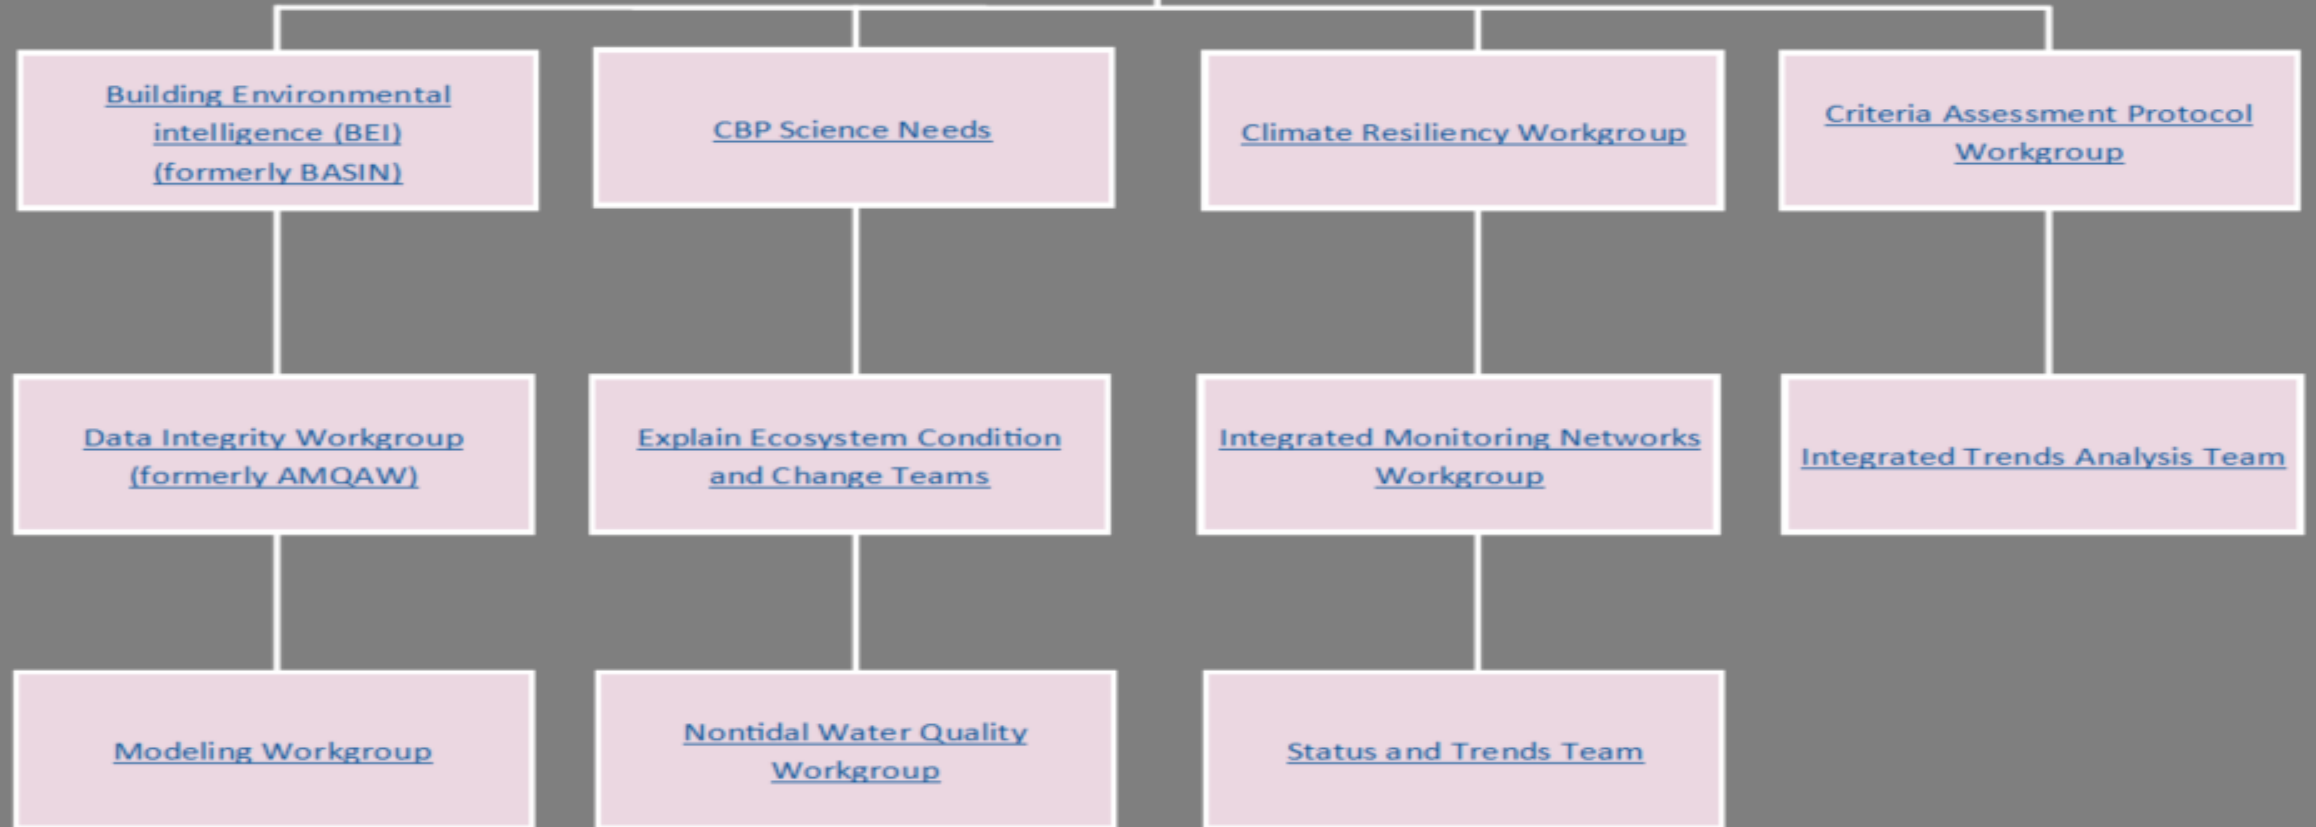 Building Environmental
intelligence (BEI)
(formerly BASIN)
CBP Science Needs
Climate Resiliency Workgroup
Criteria Assessment Protocol
Workgroup
Data Integrity Workgroup
(formerly AMQAW)
Explain Ecosystem Condition
and Change Teams
Integrated Monitoring Networks
Workgroup
Integrated Trends Analysis Team
Modeling Workgroup
Nontidal Water Quality
Workgroup
Status and Trends Team